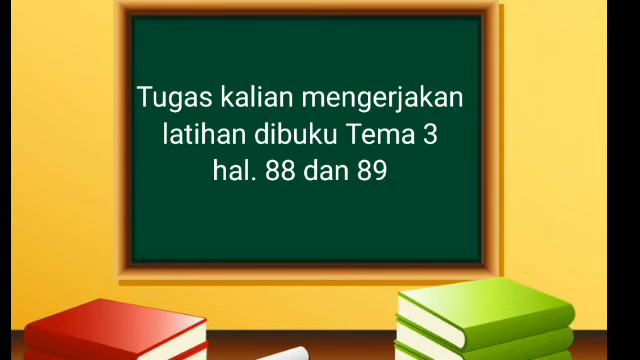 Tugas kalian mengerjakan
latihan dibuku Tema 3
hal. 88 dan 89